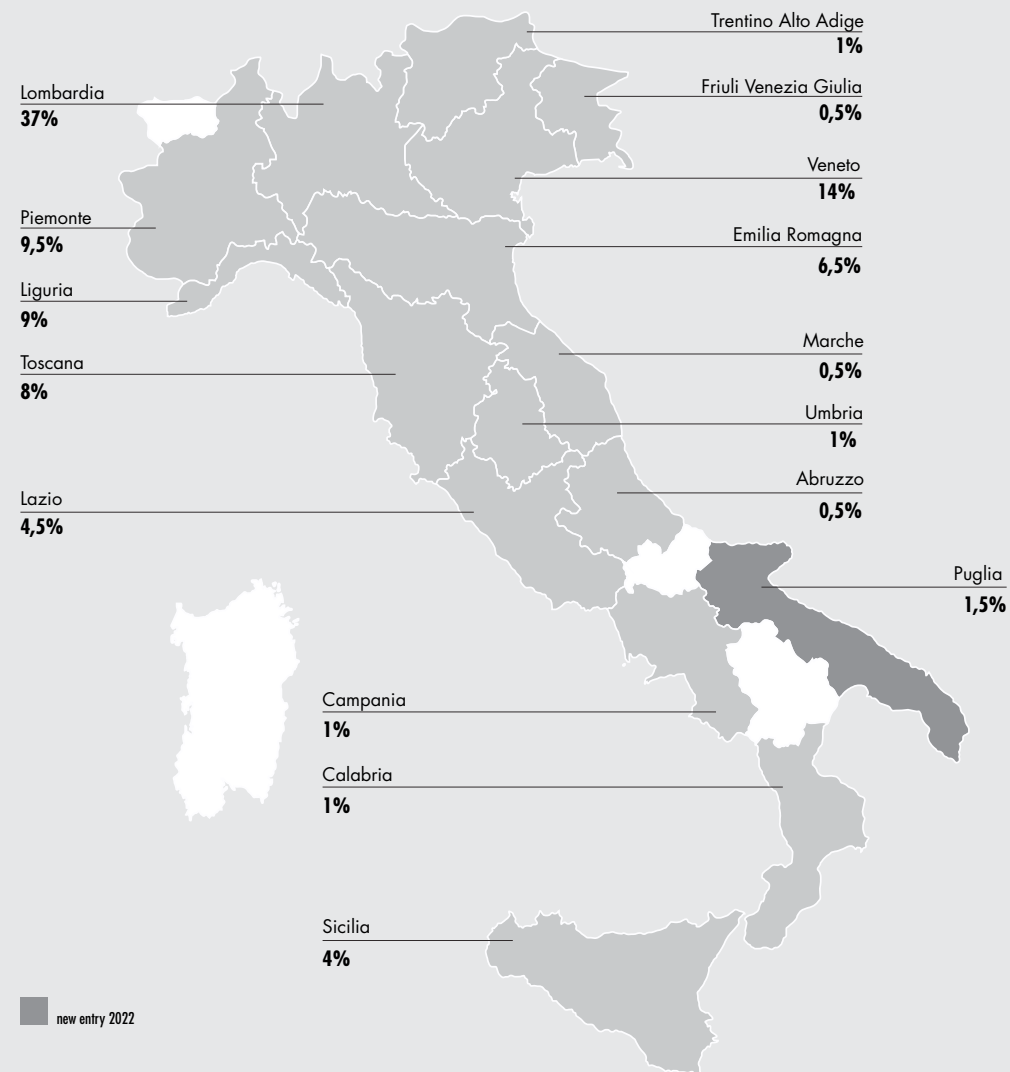 Trentino Alto Adige
1%
Lombardia
37%
Friuli Venezia Giulia
0,5%
Veneto
14%
Piemonte
9,5%
Emilia Romagna
6,5%
Liguria
9%
Marche
0,5%
Toscana
8%
Umbria
1%
Abruzzo
0,5%
Lazio
4,5%
Puglia
1,5%
Campania
1%
Calabria
1%
Sicilia
4%
new entry 2022